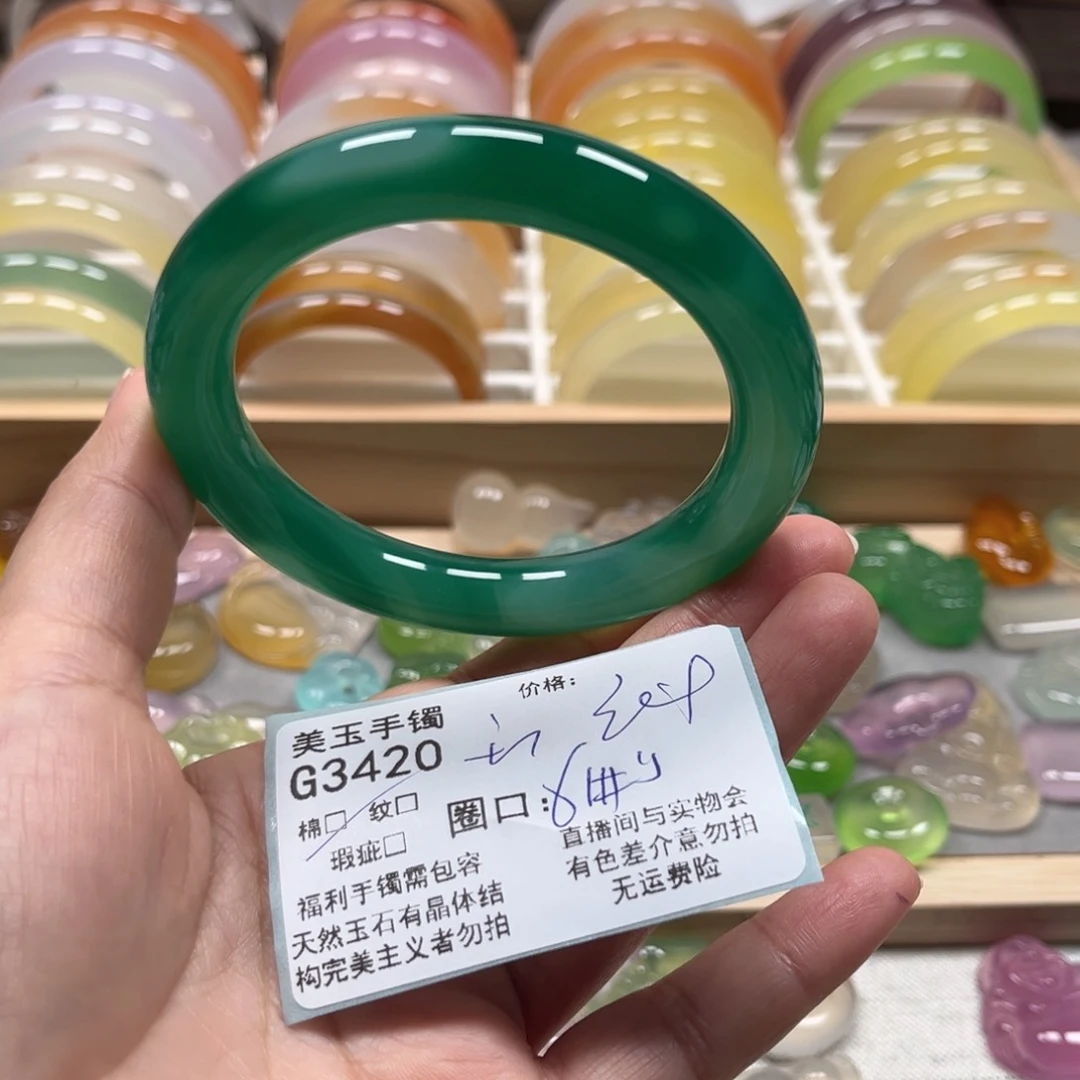 价格:
美玉手镯
G3420
棉□ 纹□
圈口:
瑕疵□
福利手镯需包容
天然玉石有晶体结
构完美主义者勿拍
直播间与实物会
有色差介意勿拍
无运费险